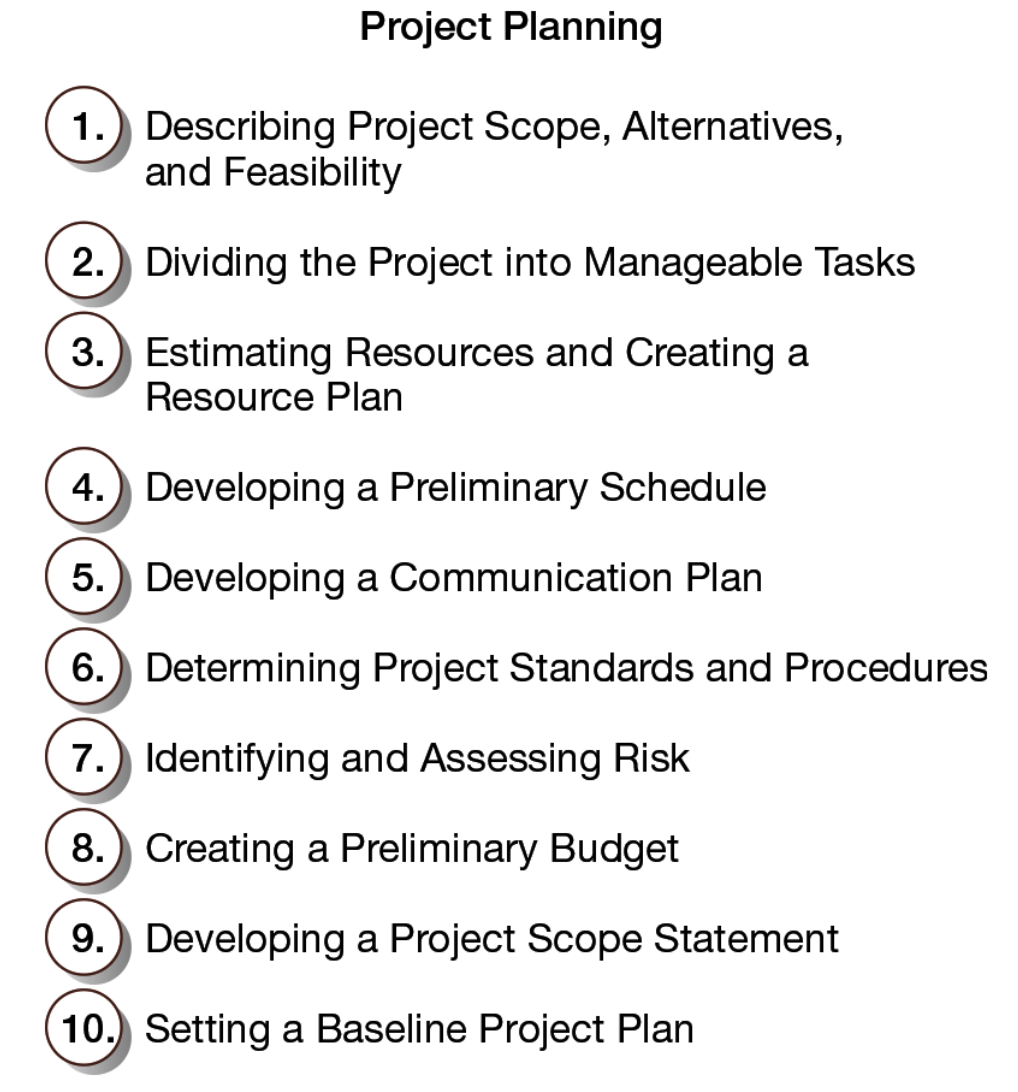 Project Planning
1. Describing Project Scope, Alternatives,
and Feasibility
2. Dividing the Project into Manageable Tasks
3. Estimating Resources and Creating a
Resource Plan
4. Developing a Preliminary Schedule
5. Developing a Communication Plan
6. Determining Project Standards and Procedures
7. Identifying and Assessing Risk
8. Creating a Preliminary Budget
9. Developing a Project Scope Statement
10. Setting a Baseline Project Plan